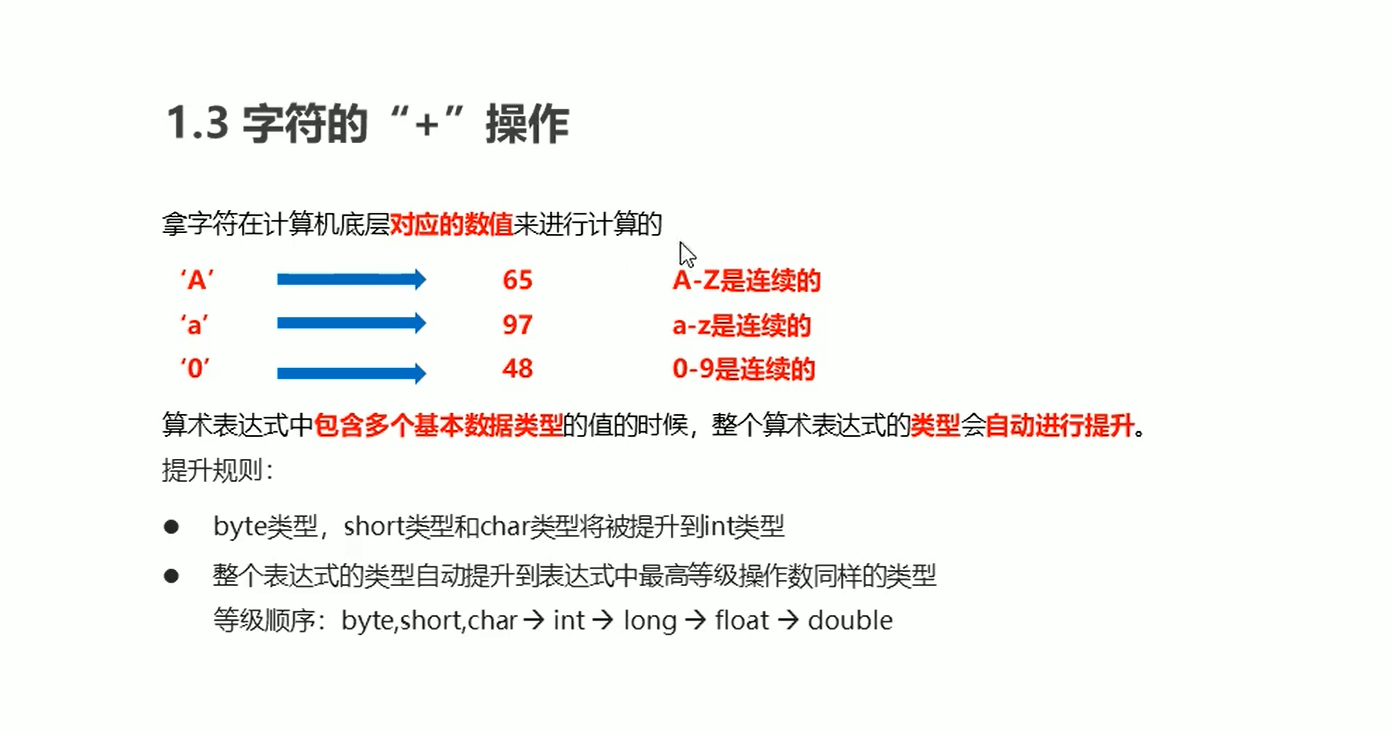 1.3 字符的“+”操作
拿字符在计算机底层对应的数值来进行计算的
‘A’ 65 A-Z是连续的
‘a’ 97 a-z是连续的
‘0’ 48 0-9是连续的
算术表达式中包含多个基本数据类型的值的时候，整个算术表达式的类型会自动进行提升。
提升规则：
● byte类型，short类型和char类型将被提升到int类型
● 整个表达式的类型自动提升到表达式中最高等级操作数同样的类型
等级顺序：byte,short,char → int → long → float → double